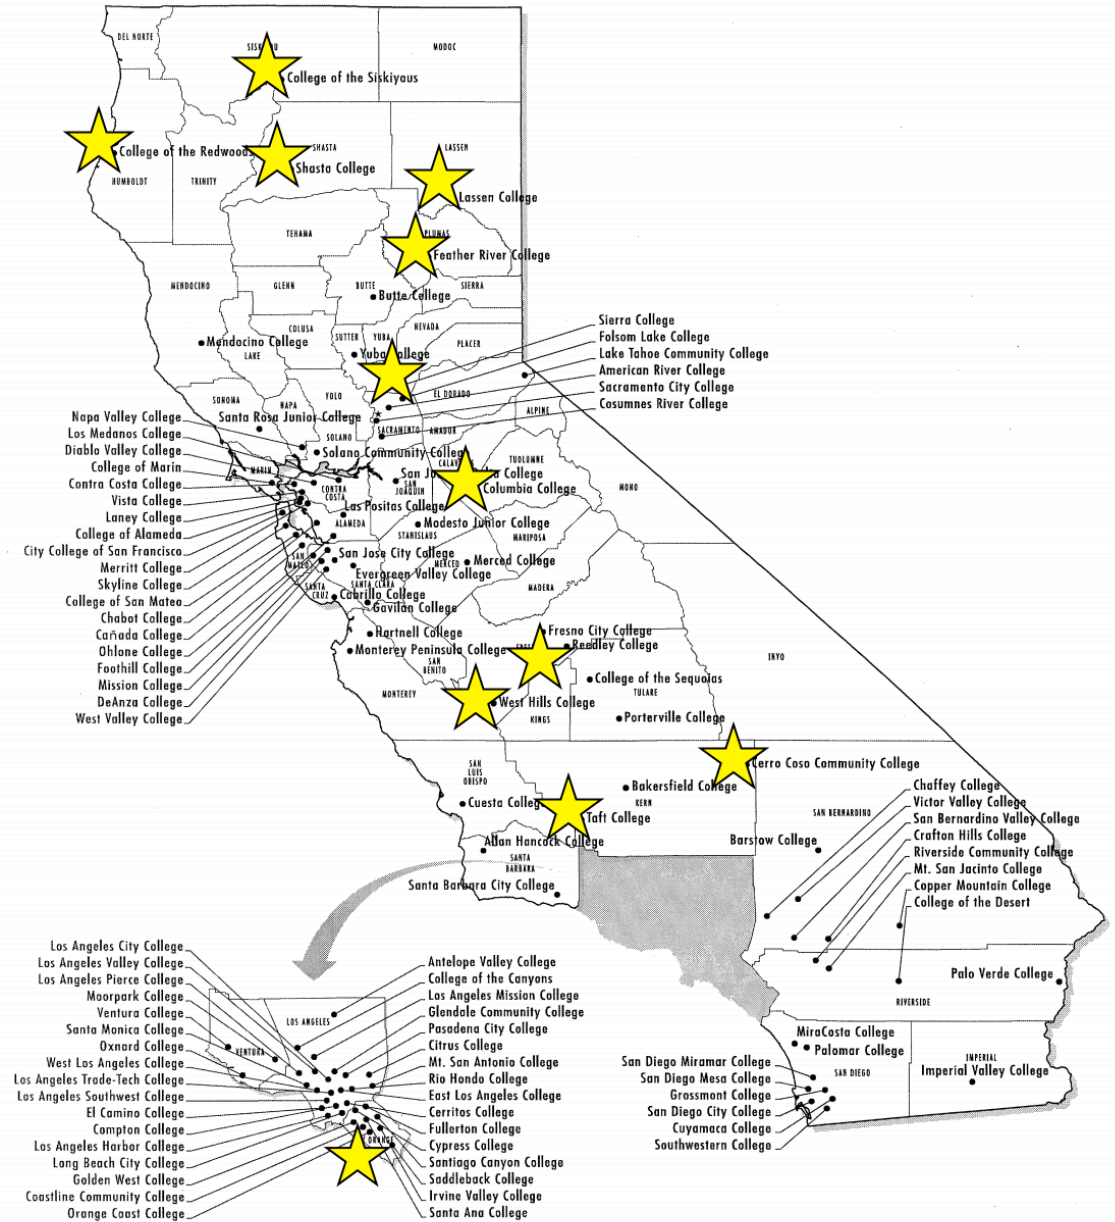 DEL NORTE
SISKIYOU
MODOC
College of the Siskiyous
College of the Redwoods
SHASTA
LASSEN
Shasta College
HUMBOLDT
TRINITY
Lassen College
TEHAMA
PLUMAS
Feather River College
MENDOCINO
GLENN
BUTTE
SIERRA
Butte College
COLUSA
SUTTER
YUBA
NEVADA
PLACER
Mendocino College
LAKE
Yuba College
Sierra College
Folsom Lake College
Lake Tahoe Community College
American River College
Sacramento City College
Cosumnes River College
SONOMA
NAPA
YOLO
EL DORADO
ALPINE
Santa Rosa Junior College
SOLANO
SACRAMENTO
AMADOR
Solano Community College
TUOLUMNE
MARIN
CONTRA
COSTA
SAN
JOAQUIN
MONO
Columbia College
Las Positas College
ALAMEDA
Modesto Junior College
STANISLAUS
MARIPOSA
Napa Valley College
Los Medanos College
Diablo Valley College
College of Marin
Contra Costa College
Vista College
Laney College
College of Alameda
City College of San Francisco
Merritt College
Skyline College
College of San Mateo
Chabot College
Cañada College
Ohlone College
Foothill College
Mission College
DeAnza College
West Valley College
SAN
MATEO
San Jose City College
MERCED
Merced College
Evergreen Valley College
SANTA CLARA
SANTA
CRUZ
Cabrillo College
Gavilan College
MADERA
Hartnell College
Monterey Peninsula College
SAN
BENITO
Fresno City College
Reedley College
INYO
MONTEREY
College of the Sequoias
TULARE
West Hills College
KINGS
Porterville College
SAN
LUIS
OBISPO
Cerro Coso Community College
Bakersfield College
KERN
Cuesta College
Taft College
Allan Hancock College
SANTA
BARBARA
Santa Barbara City College
SAN BERNARDINO
Barstow College
Chaffey College
Victor Valley College
San Bernardino Valley College
Crafton Hills College
Riverside Community College
Mt. San Jacinto College
Copper Mountain College
College of the Desert
Palo Verde College
RIVERSIDE
MiraCosta College
Palomar College
SAN DIEGO
IMPERIAL
Imperial Valley College
San Diego Miramar College
San Diego Mesa College
Grossmont College
San Diego City College
Cuyamaca College
Southwestern College
Los Angeles City College
Los Angeles Valley College
Los Angeles Pierce College
Moorpark College
Ventura College
Santa Monica College
Oxnard College
West Los Angeles College
Los Angeles Trade-Tech College
Los Angeles Southwest College
El Camino College
Compton College
Los Angeles Harbor College
Long Beach City College
Golden West College
Coastline Community College
Orange Coast College
LOS ANGELES
VENTURA
ORANGE
Antelope Valley College
College of the Canyons
Los Angeles Mission College
Glendale Community College
Pasadena City College
Citrus College
Mt. San Antonio College
Rio Hondo College
East Los Angeles College
Cerritos College
Fullerton College
Cypress College
Santiago Canyon College
Saddleback College
Irvine Valley College
Santa Ana College